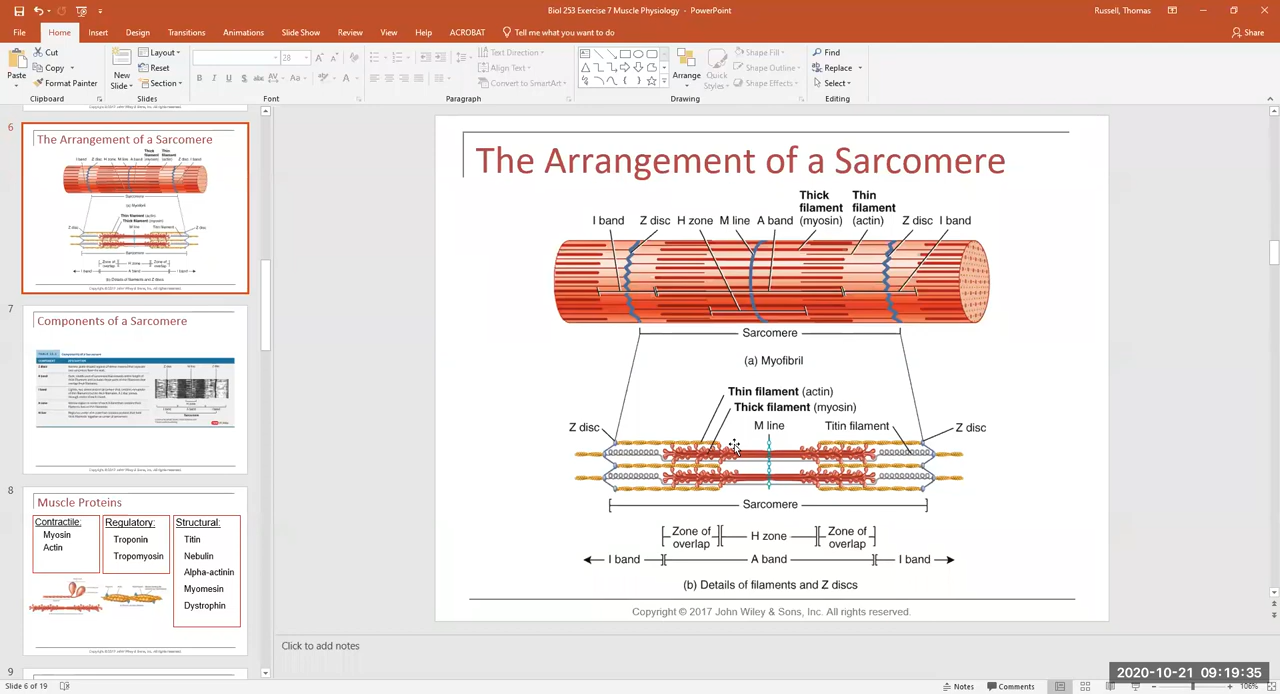 Biol 253 Exercise 7 Muscle Physiology - PowerPoint
Russell, Thomas
File Home Insert Design Transitions Animations Slide Show Review View Help ACROBAT Tell me what you want to do
Share
Paste
Cut
Copy
Format Painter
Clipboard
New
Slide
Layout
Reset
Section
Slides
28
B I U S abc AV Aa A
Font
Text Direction
Align Text
Convert to SmartArt
Paragraph
Arrange
Quick
Styles
Shape Fill
Shape Outline
Shape Effects
Drawing
Find
Replace
Select
Editing
6
The Arrangement of a Sarcomere
7
Components of a Sarcomere
8
Muscle Proteins
Contractile:
Myosin
Actin
Regulatory:
Troponin
Tropomyosin
Structural:
Titin
Nebulin
Alpha-actinin
Myomesin
Dystrophin
9
The Arrangement of a Sarcomere
Thick Thin
filament filament
I band Z disc H zone M line A band (myosin) (actin) Z disc I band
Sarcomere
(a) Myofibril
Thin filament (actin)
Thick filament (myosin)
Z disc M line Titin filament Z disc
Sarcomere
Zone of overlap H zone Zone of overlap
I band A band I band
(b) Details of filaments and Z discs
Copyright © 2017 John Wiley & Sons, Inc. All rights reserved.
Click to add notes
2020-10-21 09:19:35
Slide 6 of 19
Notes Comments
106%